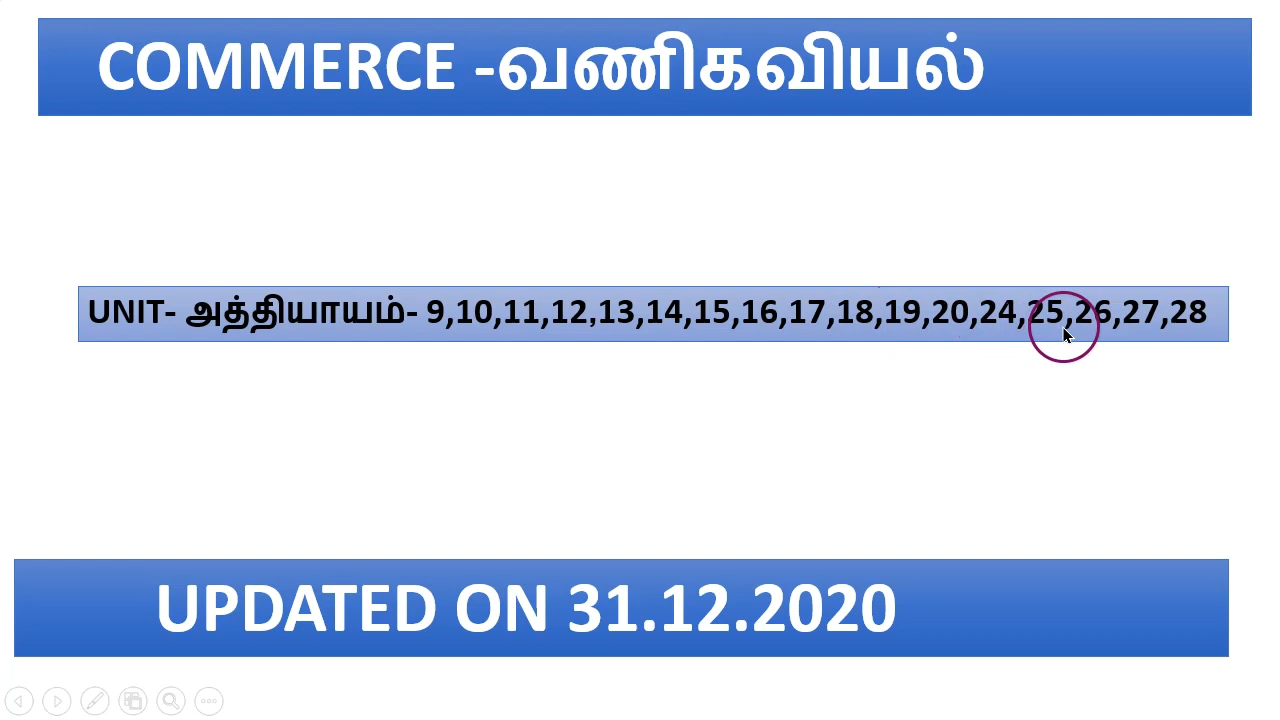 COMMERCE -வணிகவியல்
UNIT- அத்தியாயம்- 9,10,11,12,13,14,15,16,17,18,19,20,24,25,26,27,28
UPDATED ON 31.12.2020